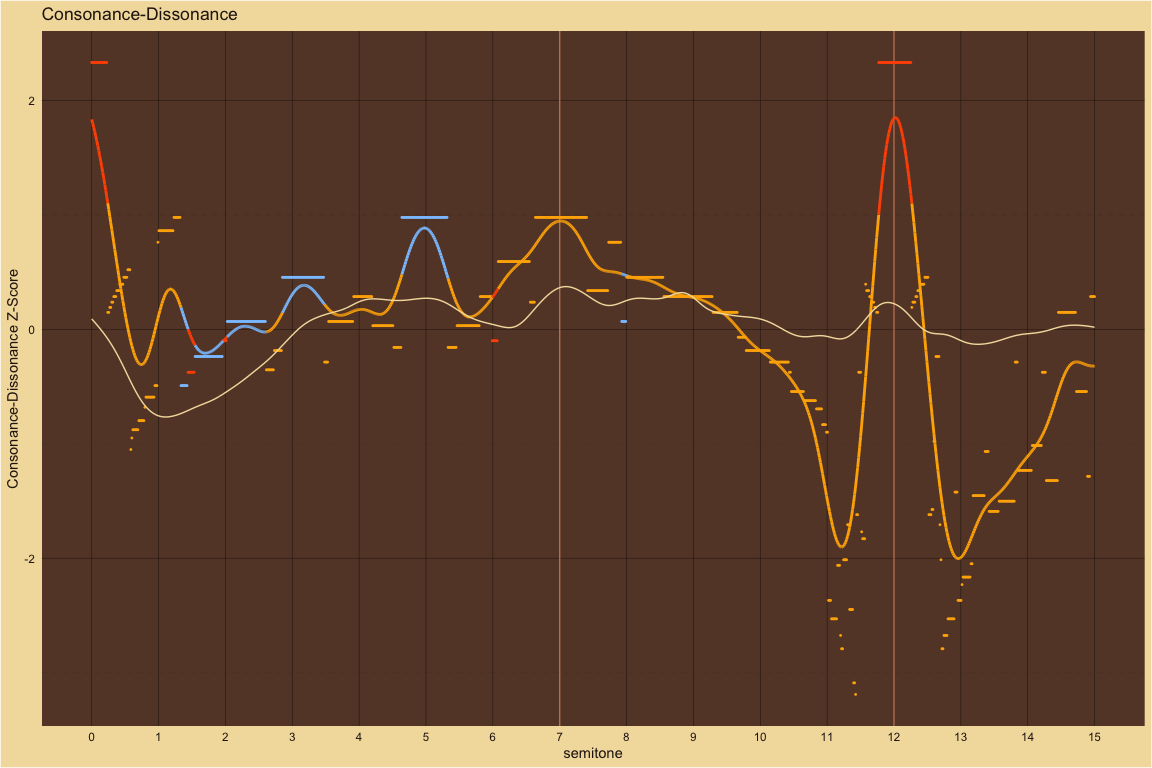 Consonance-Dissonance
Consonance-Dissonance Z-Score
2
0
-2
0 1 2 3 4 5 6 7 8 9 10 11 12 13 14 15
semitone